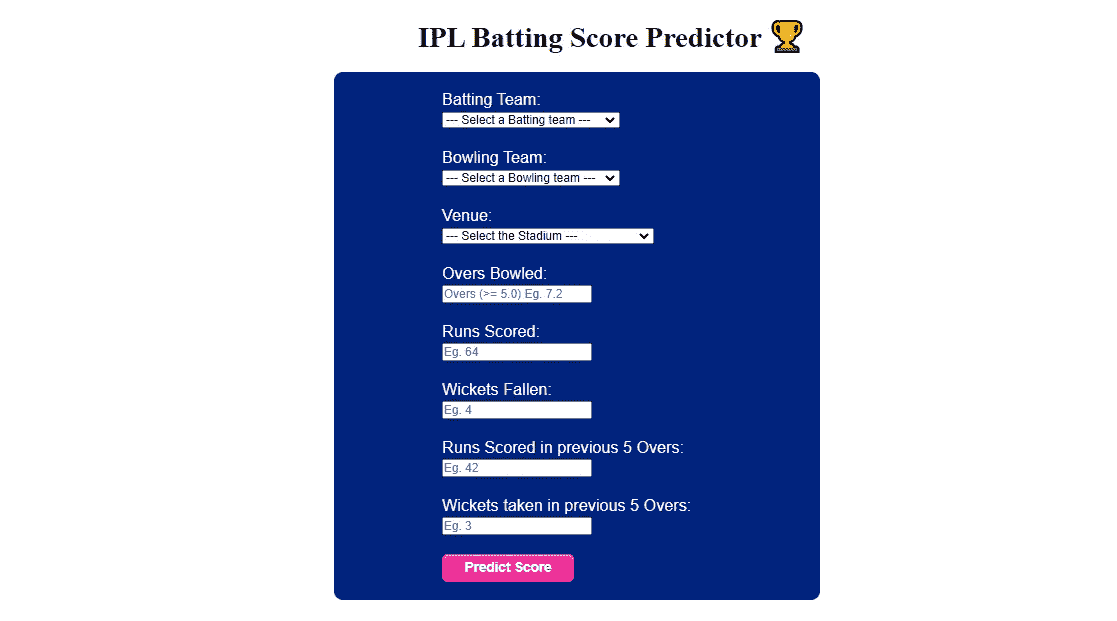 IPL Batting Score Predictor 🏆
Batting Team:
--- Select a Batting team ---
Bowling Team:
--- Select a Bowling team ---
Venue:
--- Select the Stadium ---
Overs Bowled:
Overs (>= 5.0) Eg. 7.2
Runs Scored:
Eg. 64
Wickets Fallen:
Eg. 4
Runs Scored in previous 5 Overs:
Eg. 42
Wickets taken in previous 5 Overs:
Eg. 3
Predict Score